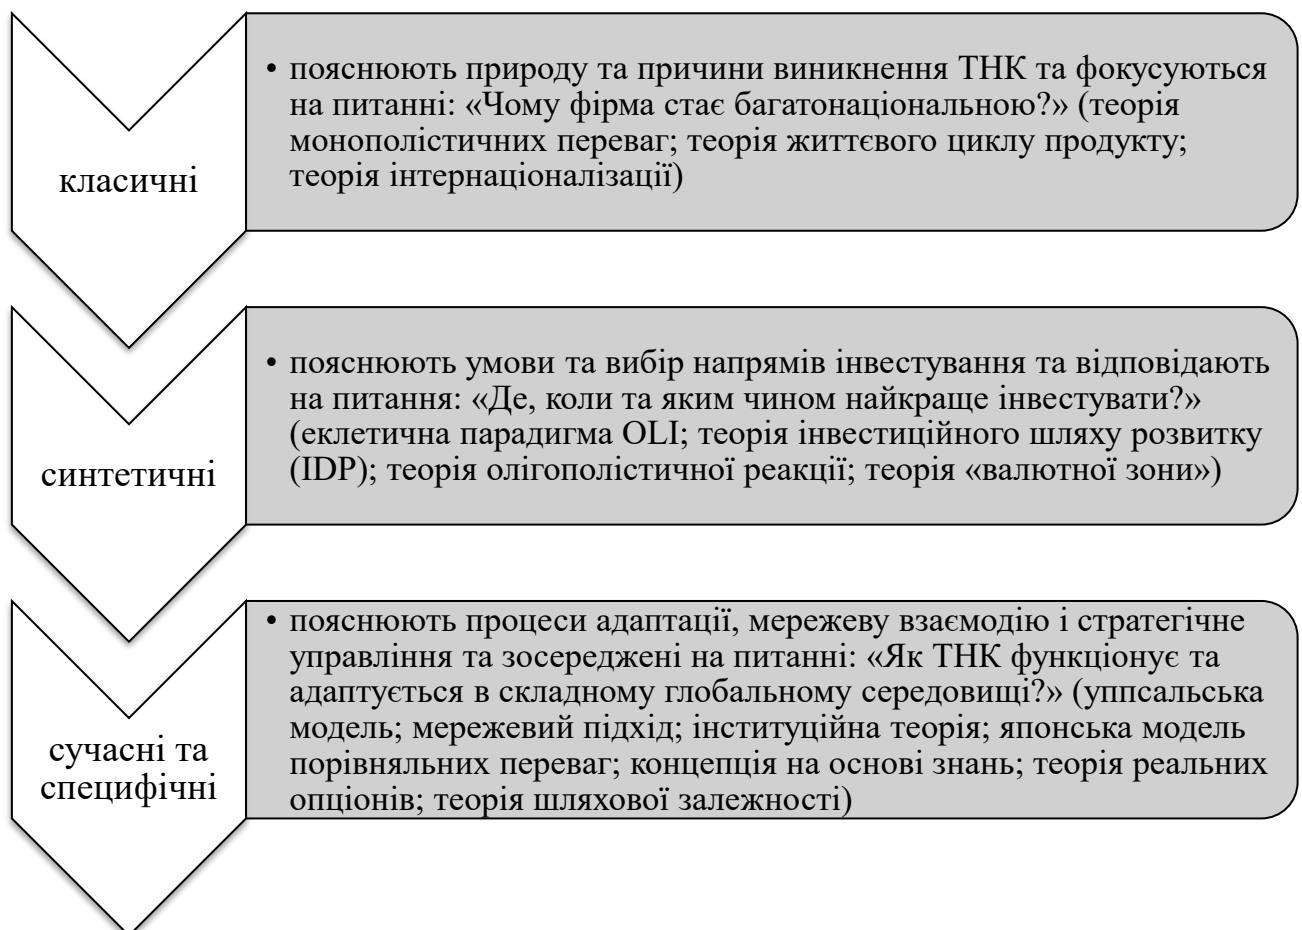 класичні
• пояснюють природу та причини виникнення ТНК та фокусуються
на питанні: «Чому фірма стає багатонаціональною?» (теорія
монополістичних переваг; теорія життєвого циклу продукту;
теорія інтернаціоналізації)
синтетичні
• пояснюють умови та вибір напрямів інвестування та відповідають
на питання: «Де, коли та яким чином найкраще інвестувати?»
(еклетична парадигма OLI; теорія інвестиційного шляху розвитку
(IDP); теорія олігополістичної реакції; теорія «валютної зони»)
сучасні та
специфічні
• пояснюють процеси адаптації, мережеву взаємодію і стратегічне
управління та зосереджені на питанні: «Як ТНК функціонує та
адаптується в складному глобальному середовищі?» (уппсальська
модель; мережевий підхід; інституційна теорія; японська модель
порівняльних переваг; концепція на основі знань; теорія реальних
опціонів; теорія шляхової залежності)